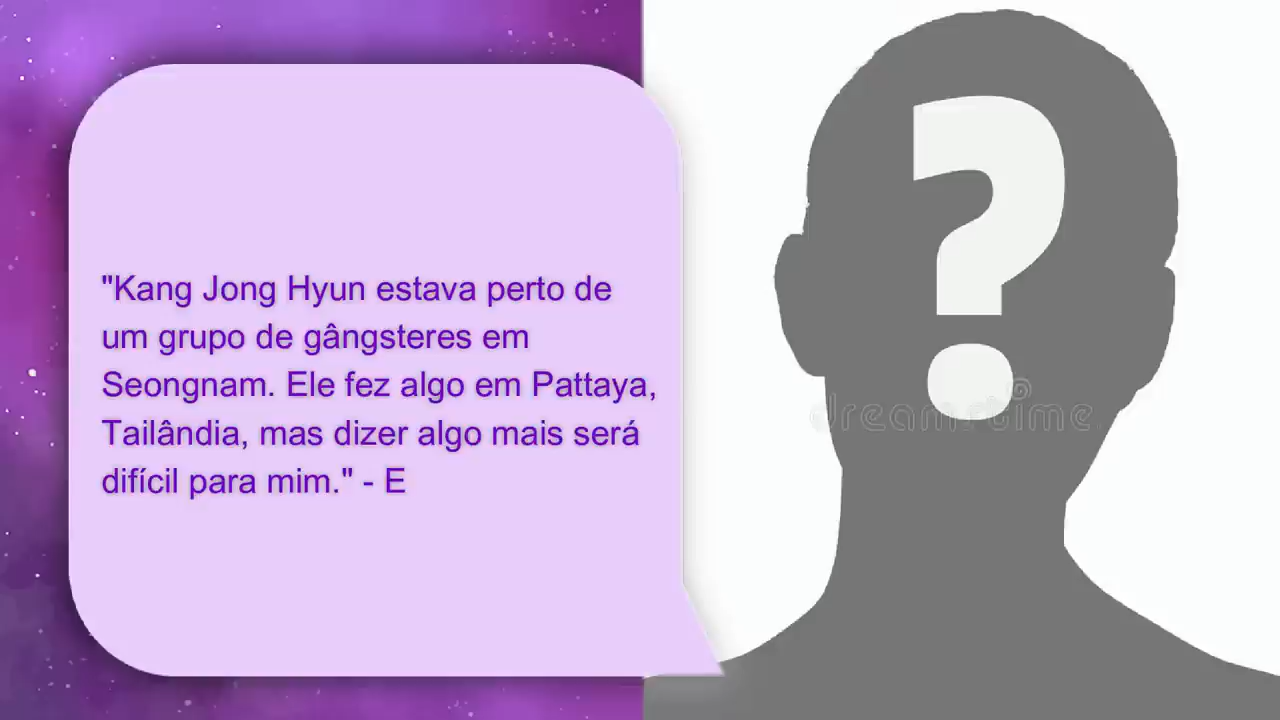 "Kang Jong Hyun estava perto de
um grupo de gângsteres em
Seongnam. Ele fez algo em Pattaya,
Tailândia, mas dizer algo mais será
difícil para mim." - E
?
dreamstime